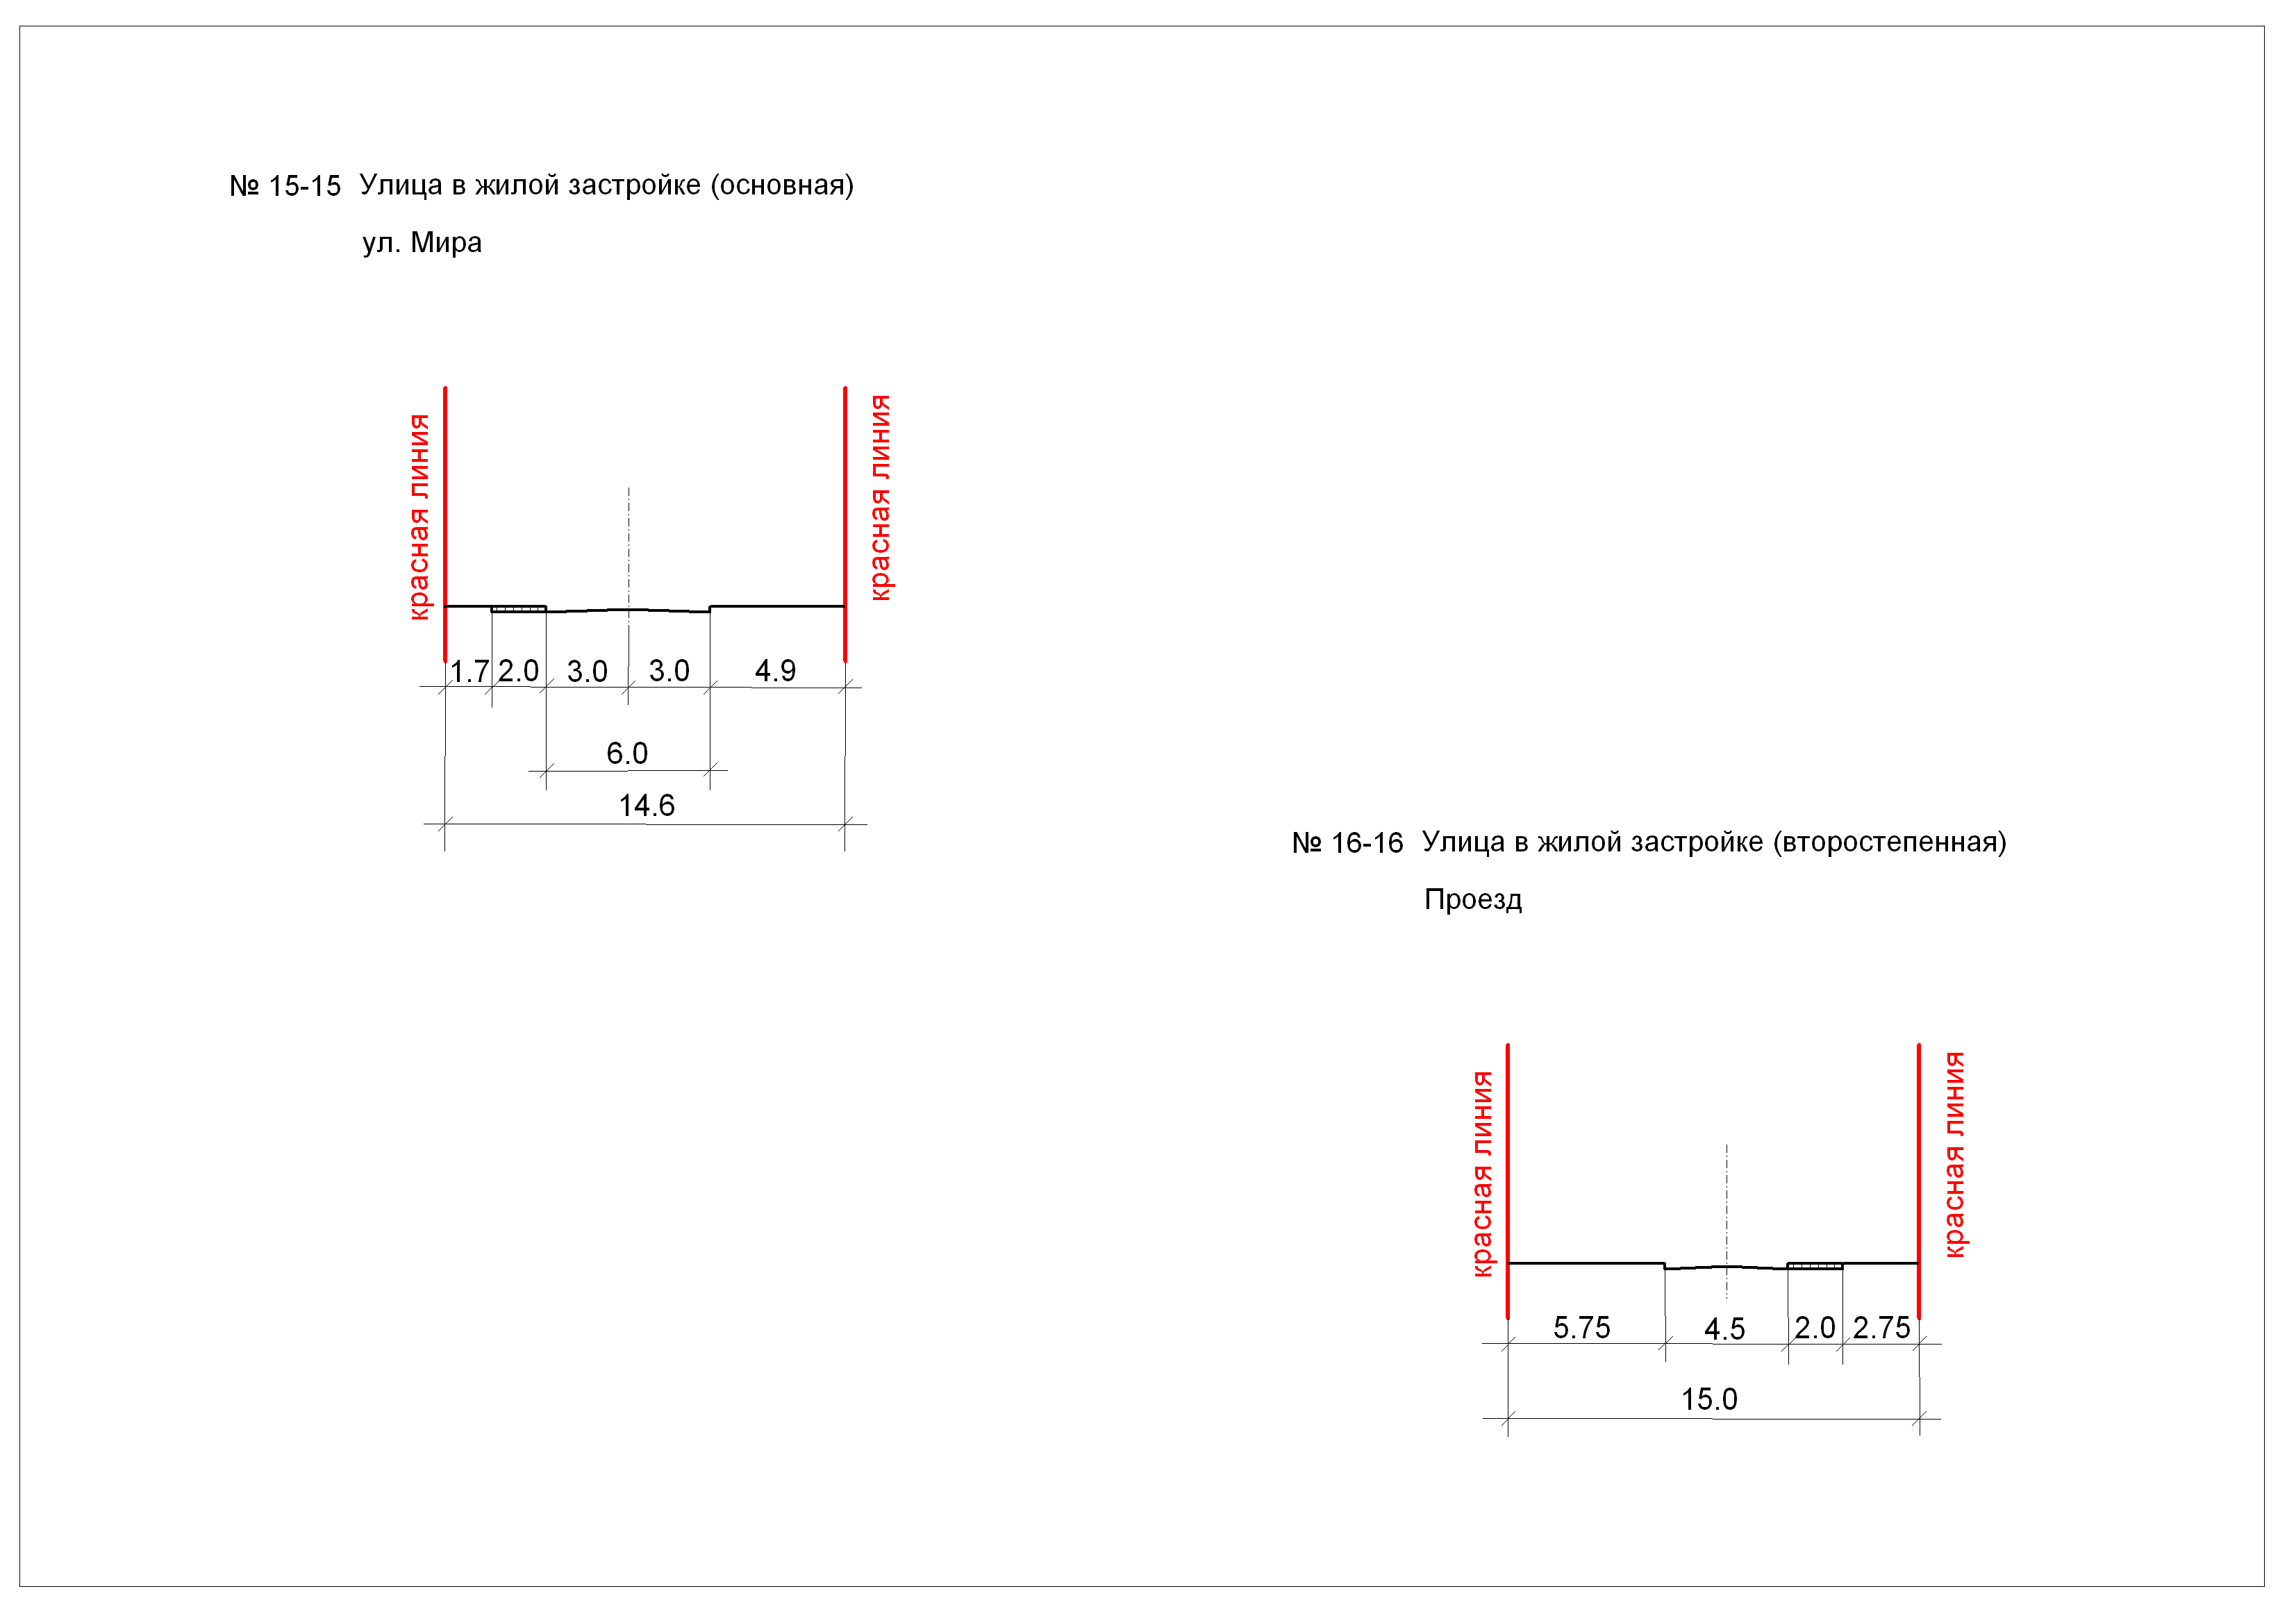 № 15-15 Улица в жилой застройке (основная)
ул. Мира
красная линия
красная линия
1.7 2.0 3.0 3.0 4.9
6.0
14.6
№ 16-16 Улица в жилой застройке (второстепенная)
Проезд
красная линия
красная линия
5.75 4.5 2.0 2.75
15.0